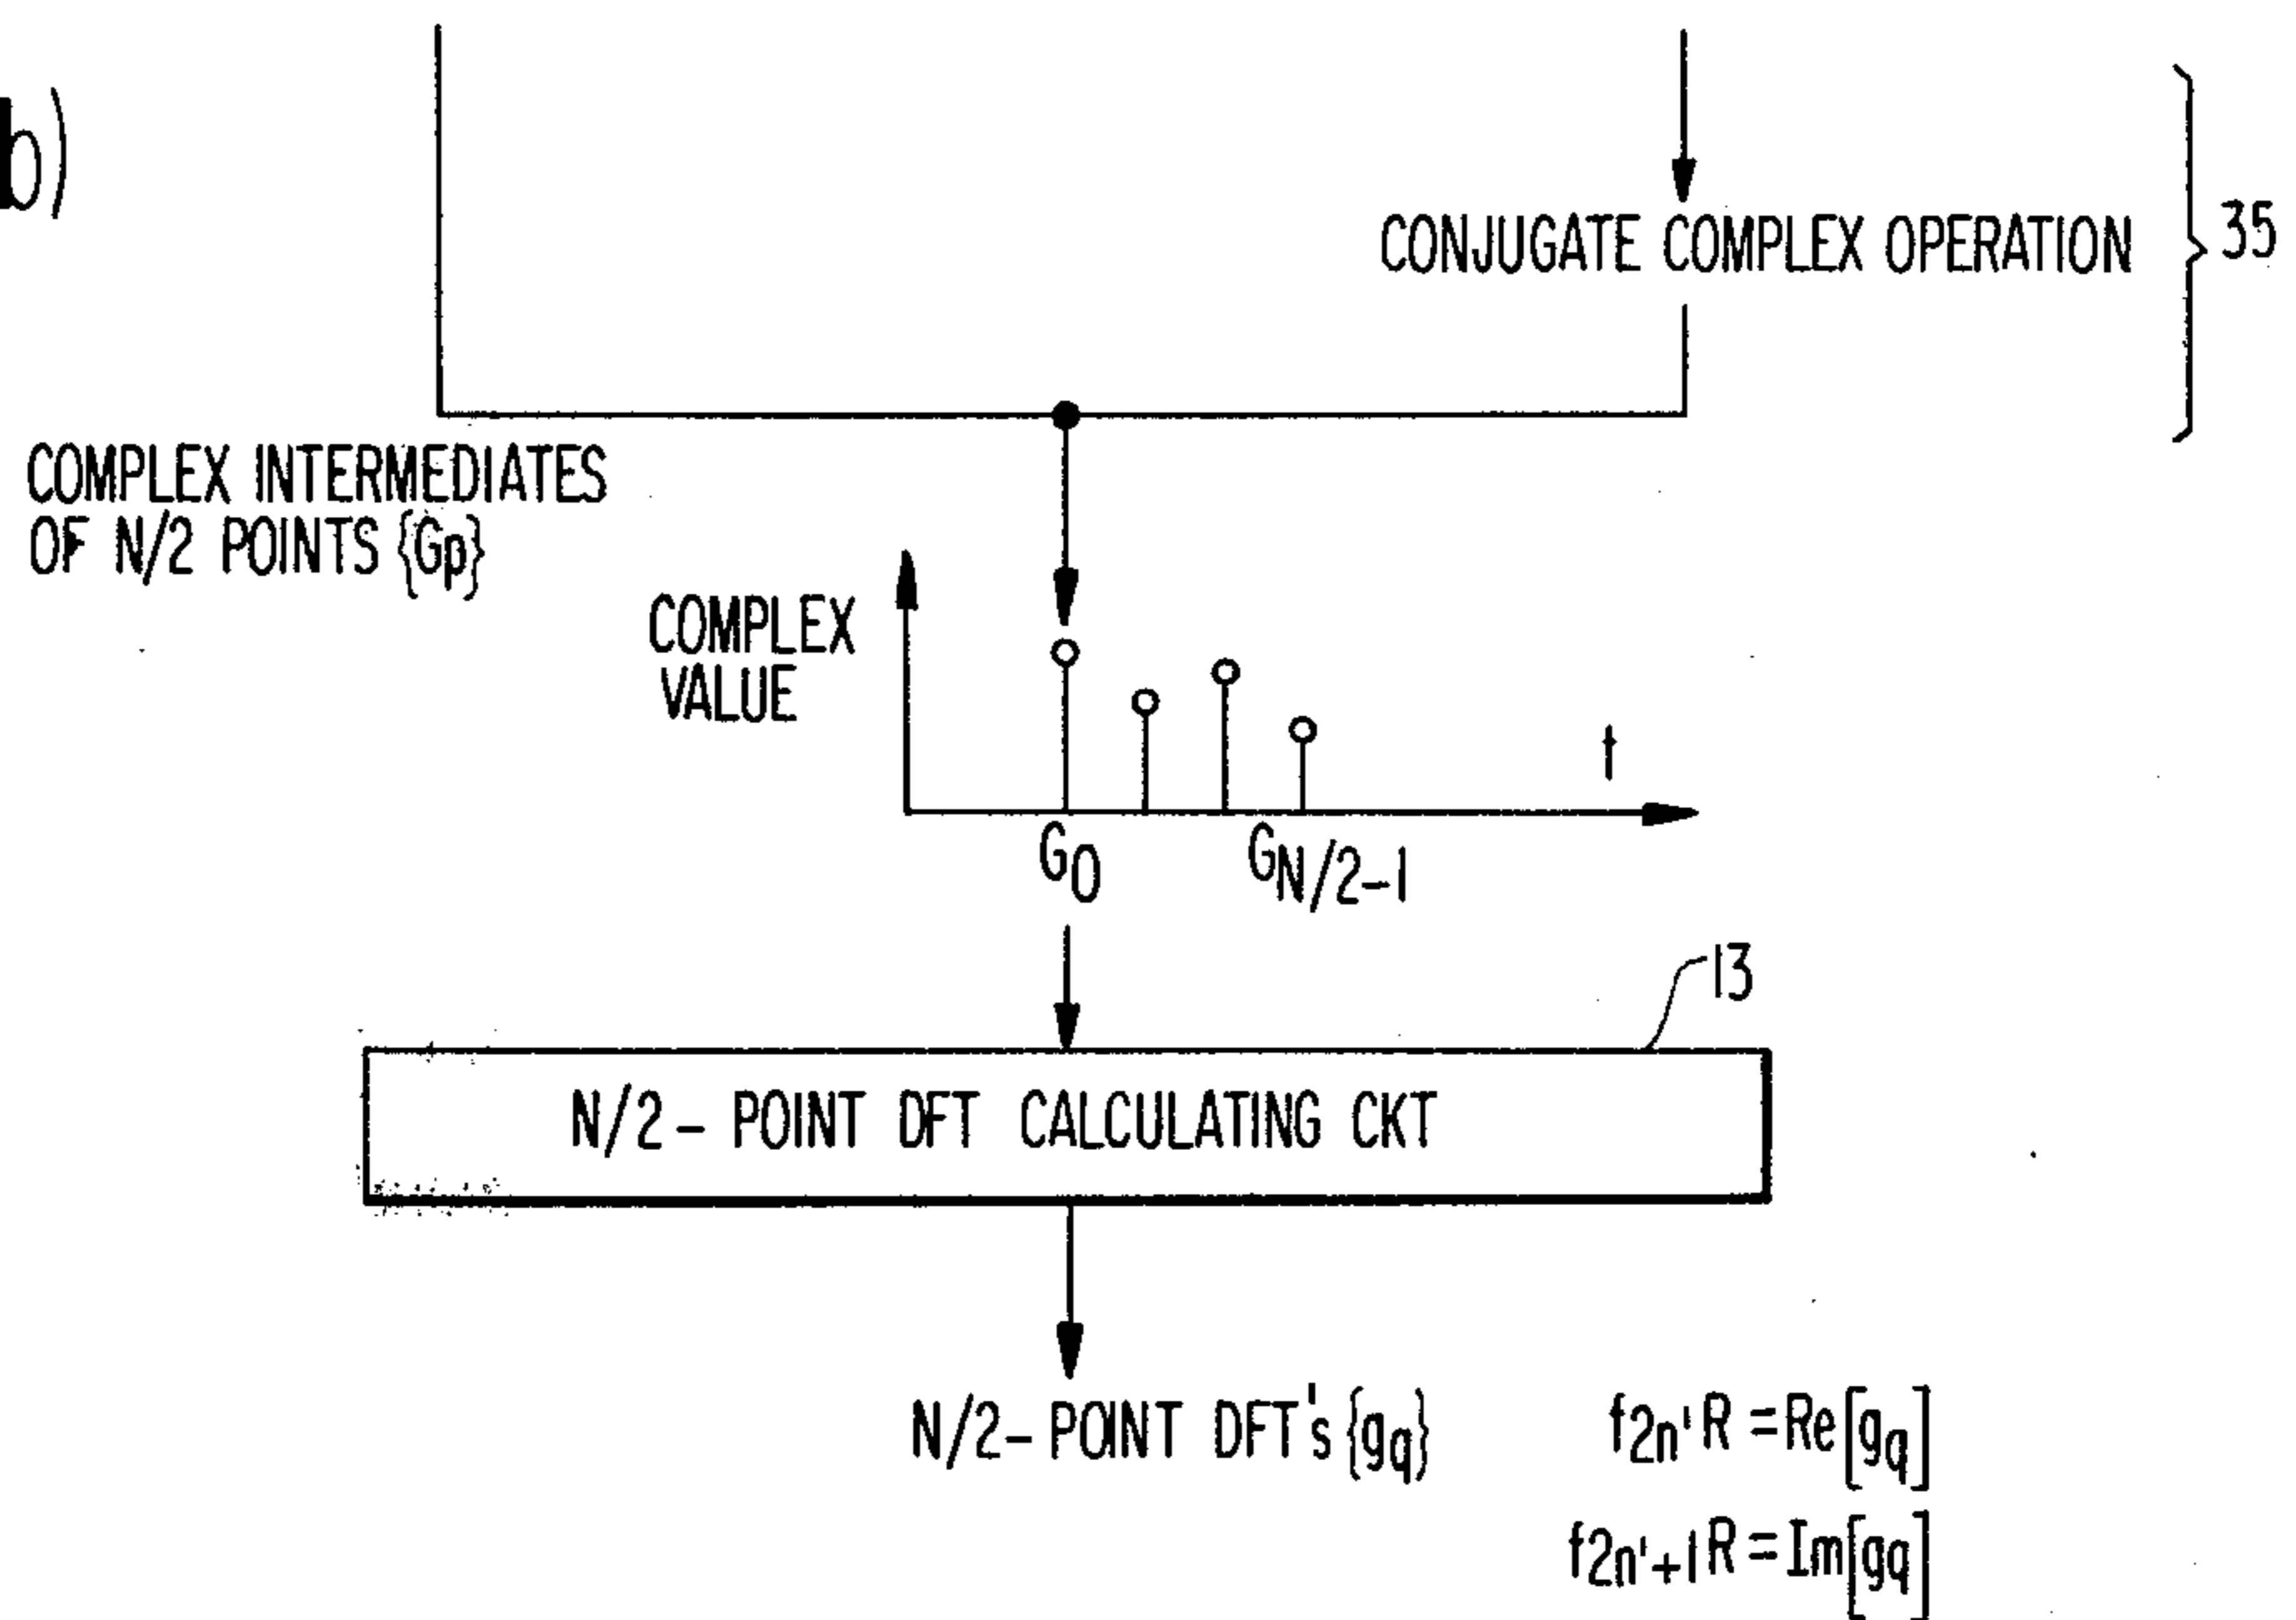 b)
CONJUGATE COMPLEX OPERATION
35
COMPLEX INTERMEDIATES
OF N/2 POINTS {Gp}
COMPLEX
VALUE
t
G0
GN/2-1
13
N/2- POINT DFT CALCULATING CKT
N/2- POINT DFT's {gq}
f2n'R =Re[gq]
f2n'+1R =Im[gq]